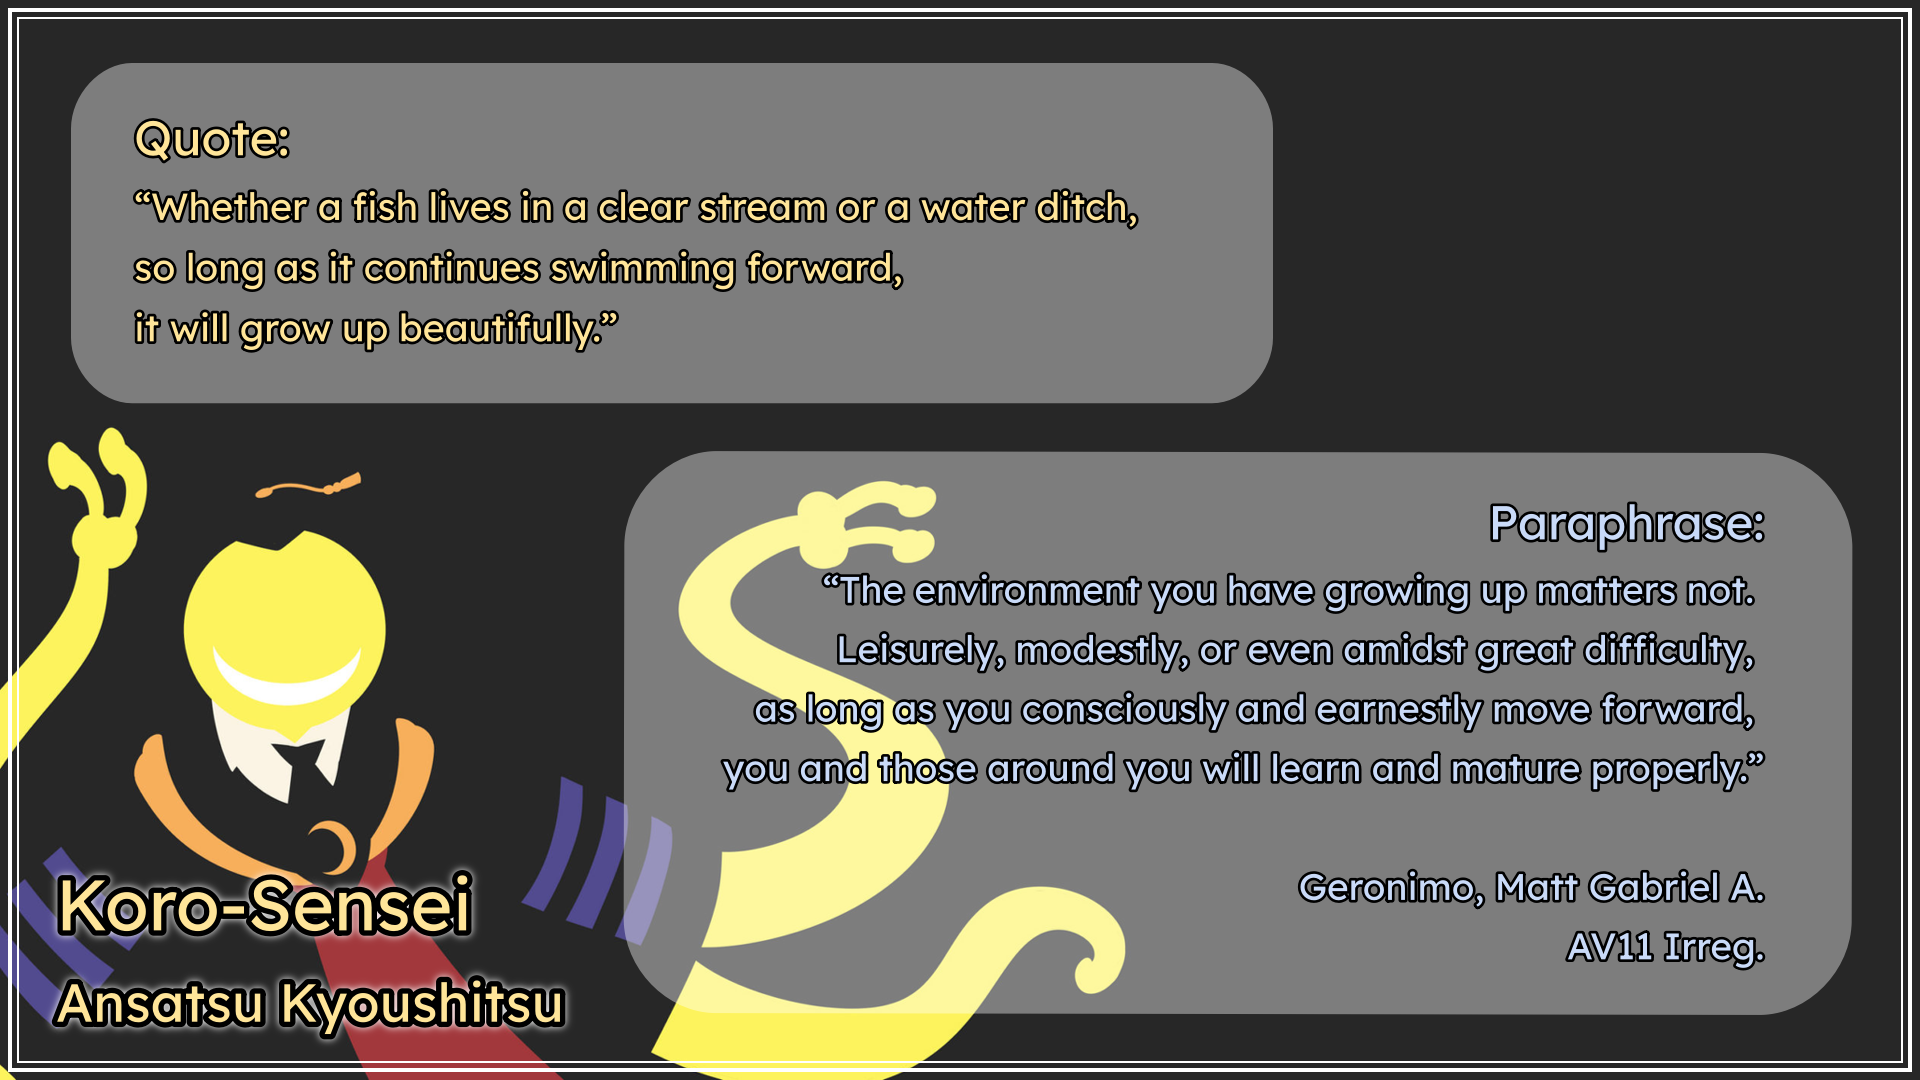 Quote:
“Whether a fish lives in a clear stream or a water ditch,
so long as it continues swimming forward,
it will grow up beautifully.”
Paraphrase:
“The environment you have growing up matters not.
Leisurely, modestly, or even amidst great difficulty,
as long as you consciously and earnestly move forward,
you and those around you will learn and mature properly.”
Geronimo, Matt Gabriel A.
AV11 Irreg.
Koro-Sensei
Ansatsu Kyoushitsu